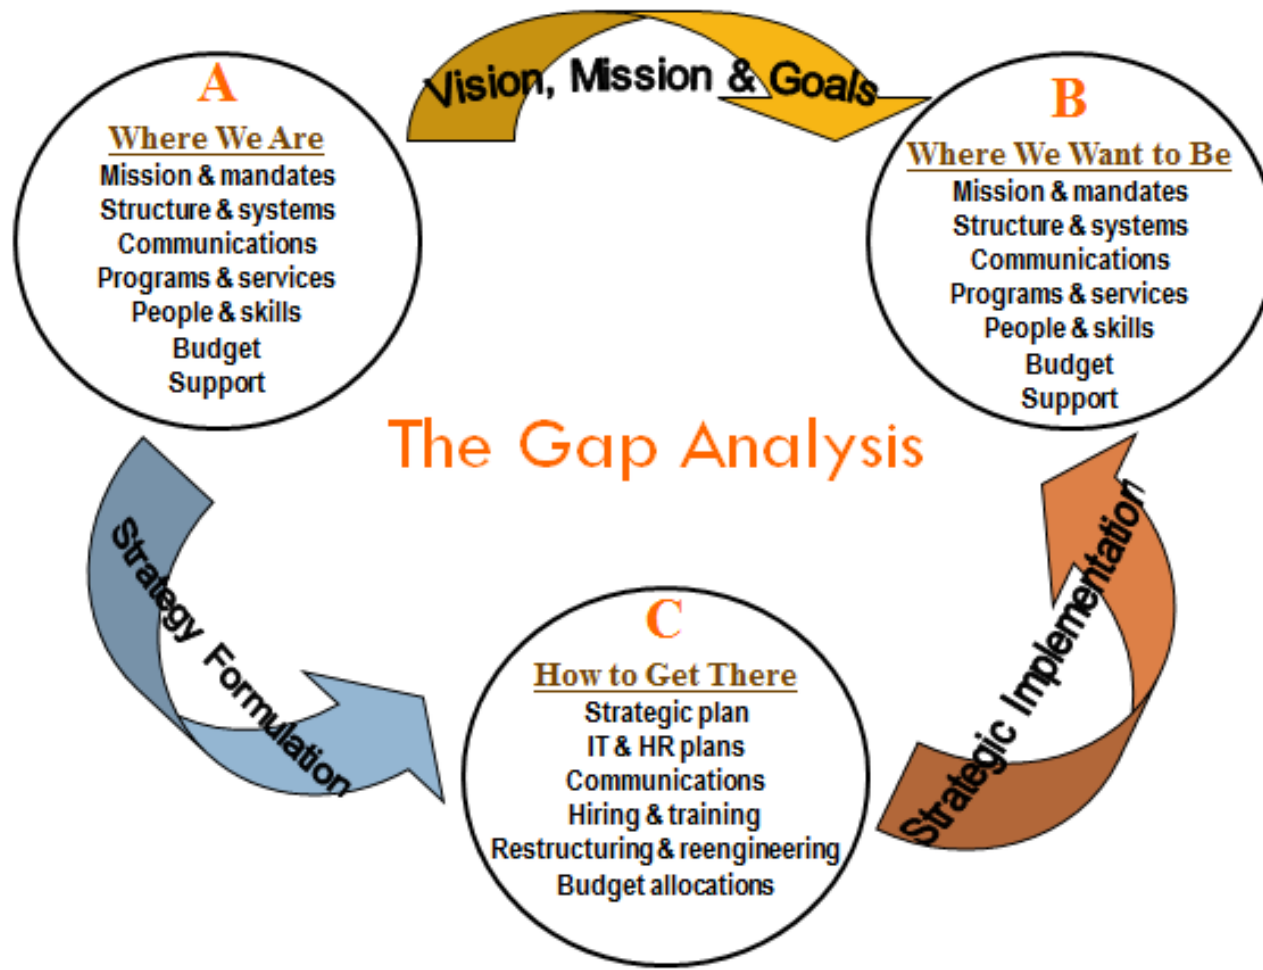 Vision, Mission & Goals
A
Where We Are
Mission & mandates
Structure & systems
Communications
Programs & services
People & skills
Budget
Support
B
Where We Want to Be
Mission & mandates
Structure & systems
Communications
Programs & services
People & skills
Budget
Support
The Gap Analysis
Strategy Formulation
C
How to Get There
Strategic plan
IT & HR plans
Communications
Hiring & training
Restructuring & reengineering
Budget allocations
Strategic Implementation